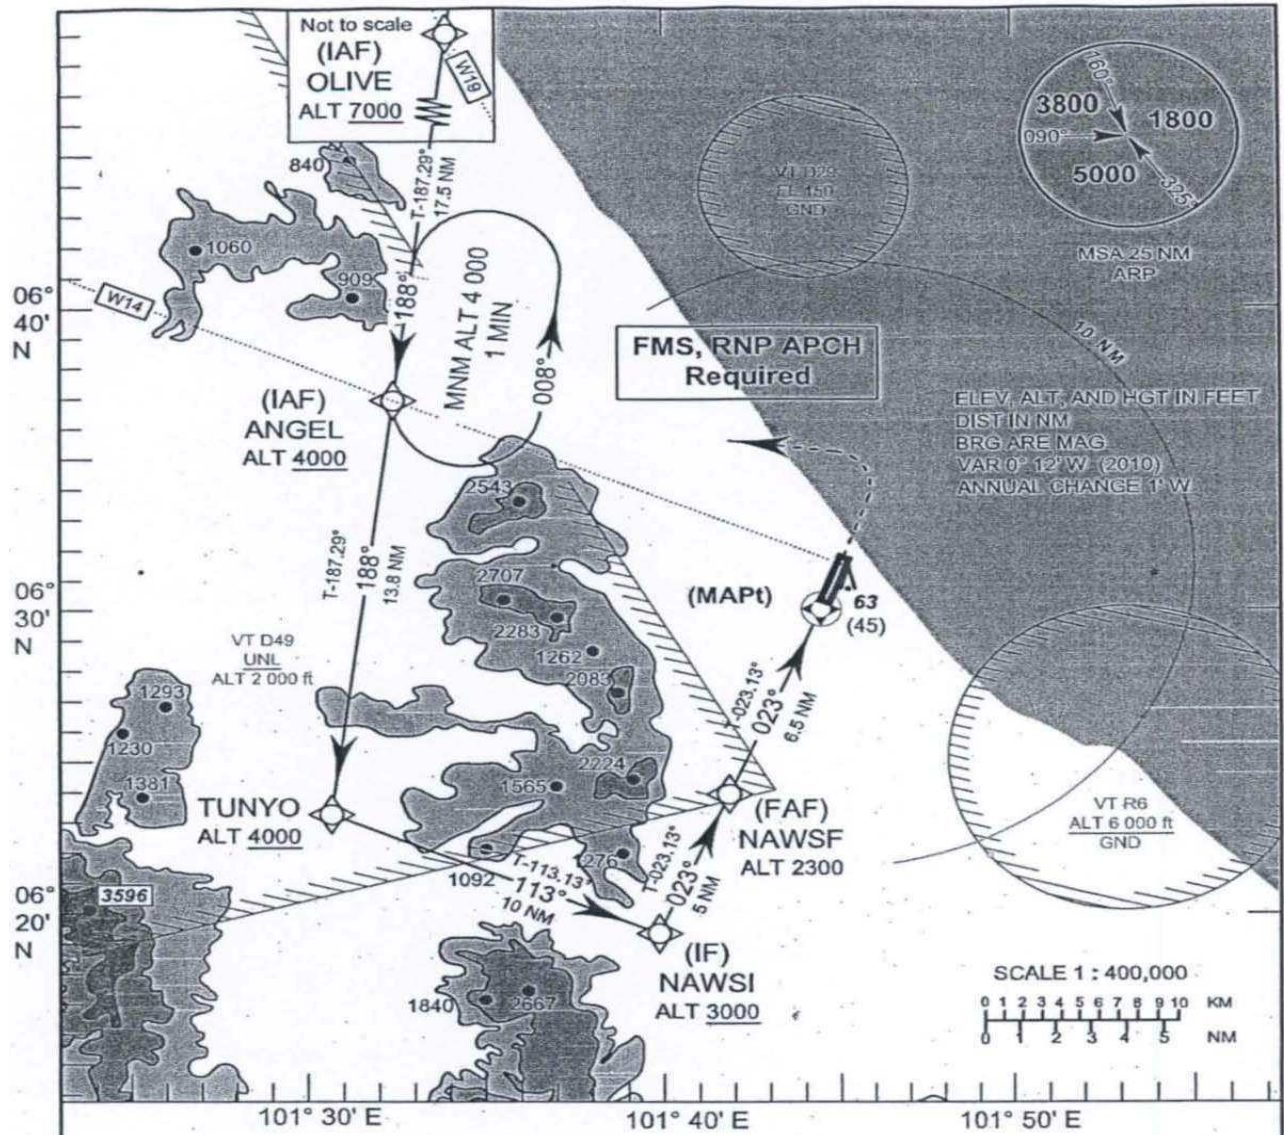 Not to scale
(IAF)
OLIVE
ALT 7000
W19
160°
3800
1800
090°
5000
325°
MSA 25 NM
ARP
840
T-187.29°
17.5 NM
VT D29
FL 150
GND
1060
909
188°
MNM ALT 4 000
1 MIN
008°
06°
40'
N
W14
FMS, RNP APCH
Required
10 NM
(IAF)
ANGEL
ALT 4000
ELEV, ALT, AND HGT IN FEET
DIST IN NM
BRG ARE MAG
VAR 0° 12' W (2010)
ANNUAL CHANGE 1' W
2543
T-187.29°
188°
13.8 NM
06°
30'
N
2707
2283
(MAPt)
63
(45)
1262
2083
VT D49
UNL
ALT 2 000 ft
T-023.13°
023°
6.5 NM
1293
1230
1381
1565
2224
TUNYO
ALT 4000
(FAF)
NAWSF
ALT 2300
VT R6
ALT 6 000 ft
GND
1276
1092
T-113.13°
113°
10 NM
T-023.13°
023°
5 NM
06°
20'
N
3596
(IF)
NAWSI
ALT 3000
1840
2667
SCALE 1 : 400,000
0 1 2 3 4 5 6 7 8 9 10 KM
0 1 2 3 4 5 NM
101° 30' E
101° 40' E
101° 50' E